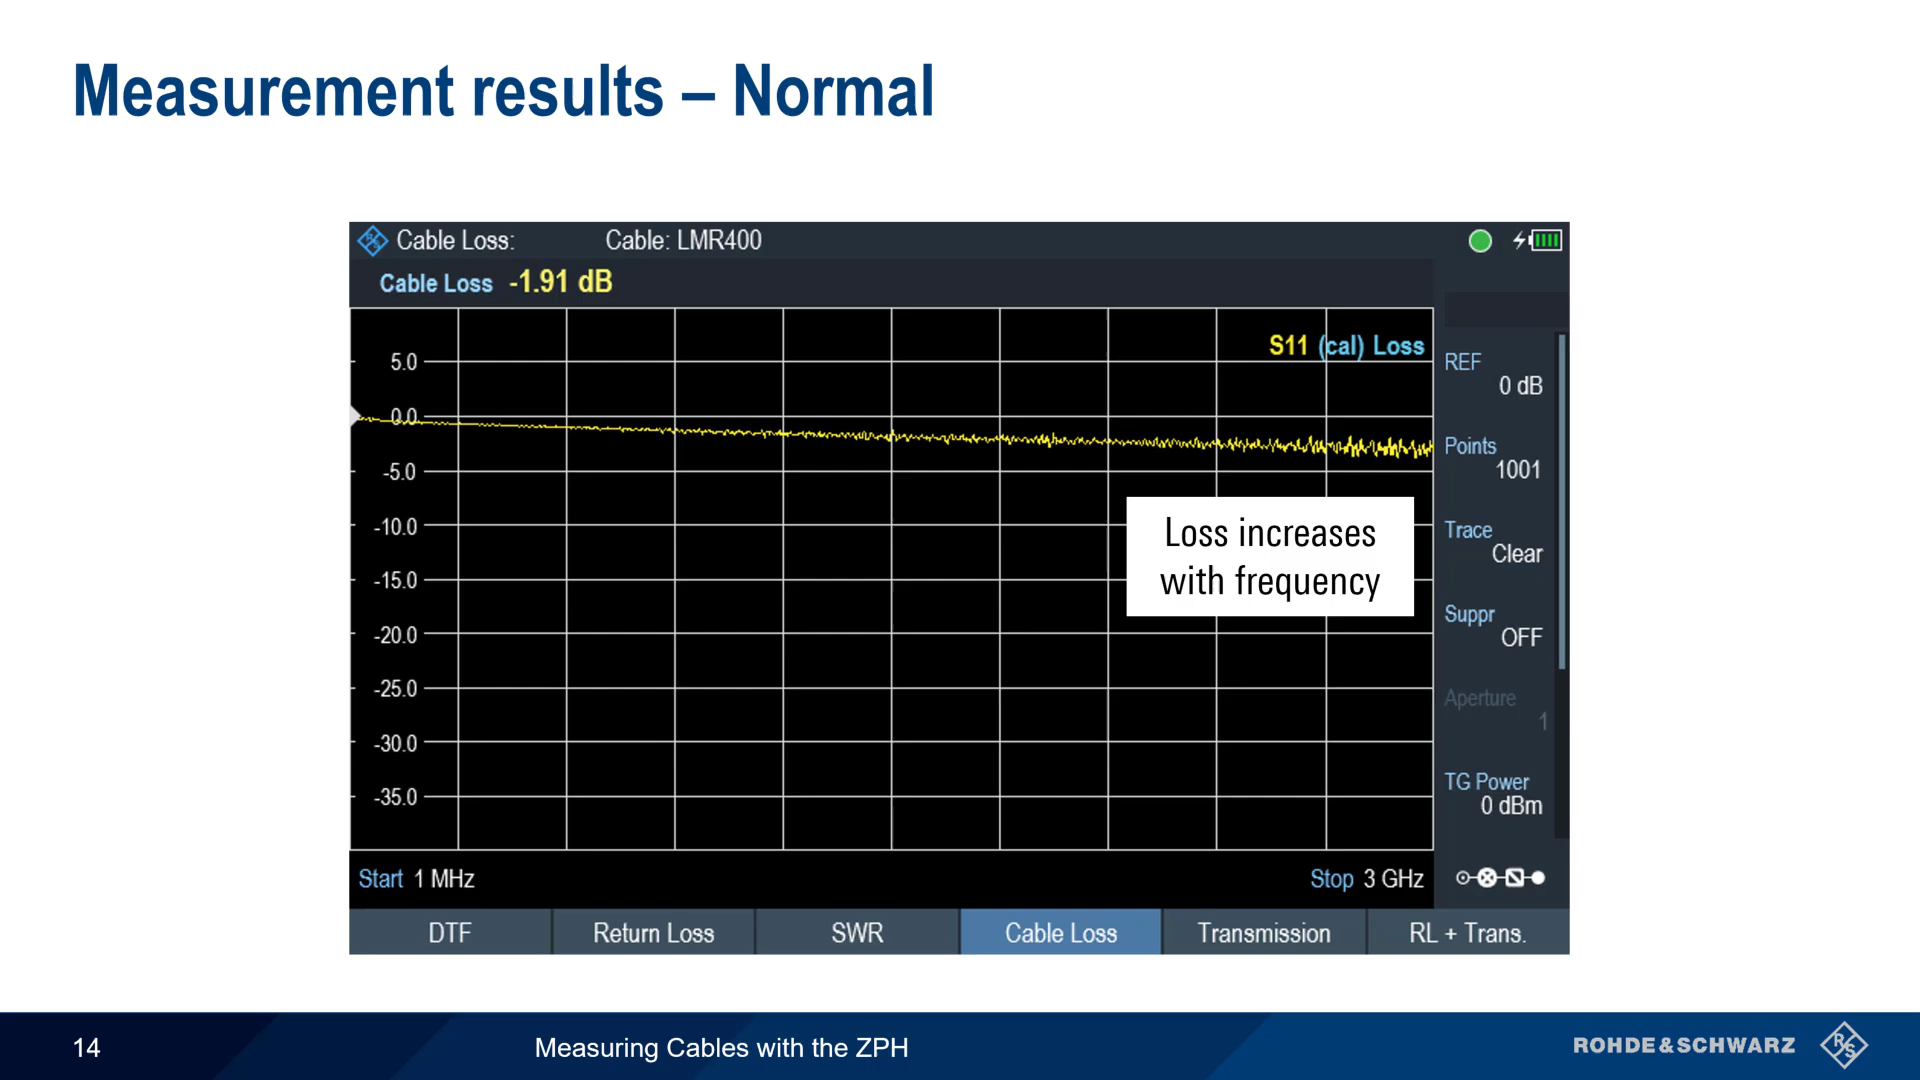 Measurement results – Normal
Cable Loss: Cable: LMR400
Cable Loss -1.91 dB
S11 (cal) Loss
5.0
0.0
-5.0
-10.0
-15.0
-20.0
-25.0
-30.0
-35.0
Loss increases
with frequency
REF
0 dB
Points
1001
Trace
Clear
Suppr
OFF
Aperture
1
TG Power
0 dBm
Start 1 MHz
Stop 3 GHz
DTF Return Loss SWR Cable Loss Transmission RL + Trans.
14
Measuring Cables with the ZPH
ROHDE&SCHWARZ
R&S